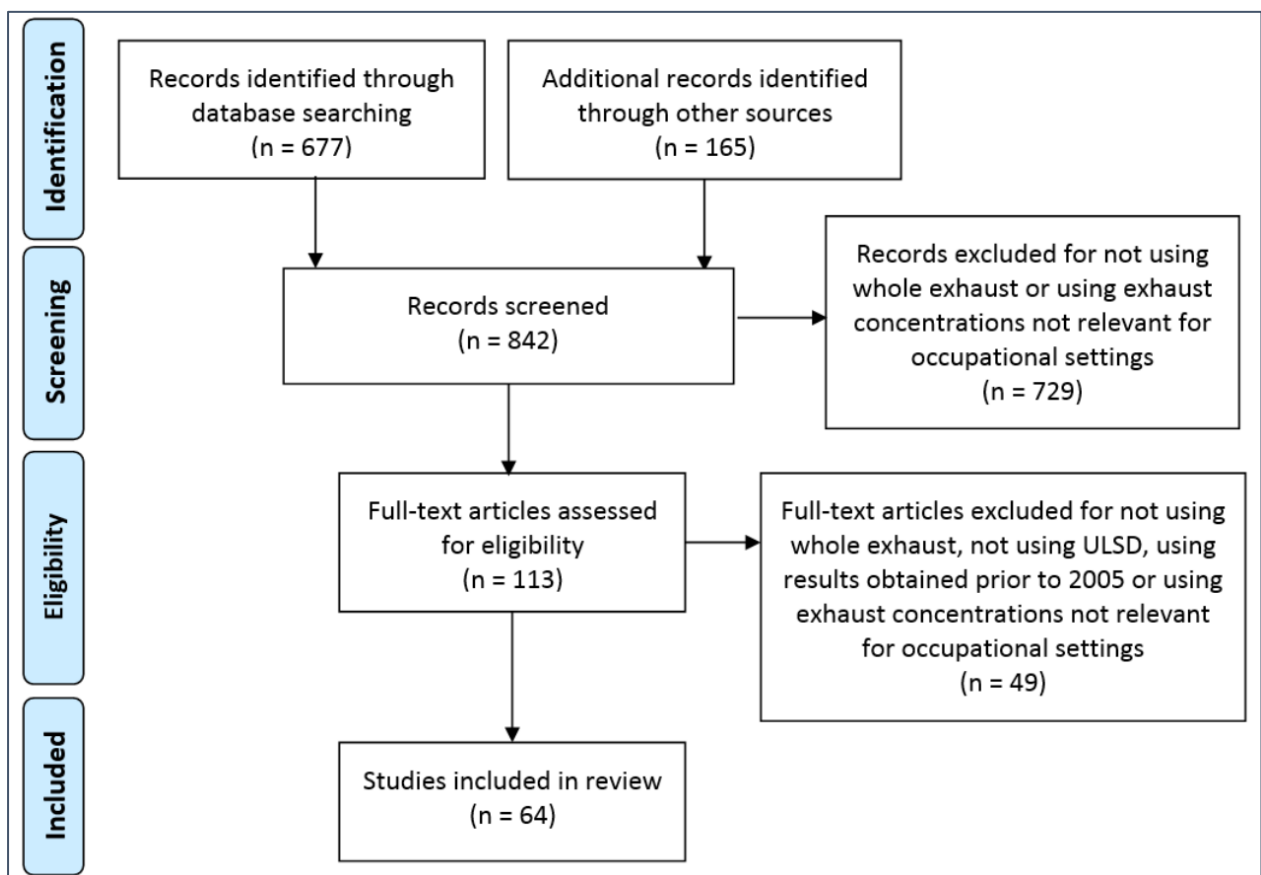 Identification
Records identified through
database searching
(n = 677)
Additional records identified
through other sources
(n = 165)
Screening
Records screened
(n = 842)
Records excluded for not using
whole exhaust or using exhaust
concentrations not relevant for
occupational settings
(n = 729)
Eligibility
Full-text articles assessed
for eligibility
(n = 113)
Full-text articles excluded for not using
whole exhaust, not using ULSD, using
results obtained prior to 2005 or using
exhaust concentrations not relevant
for occupational settings
(n = 49)
Included
Studies included in review
(n = 64)